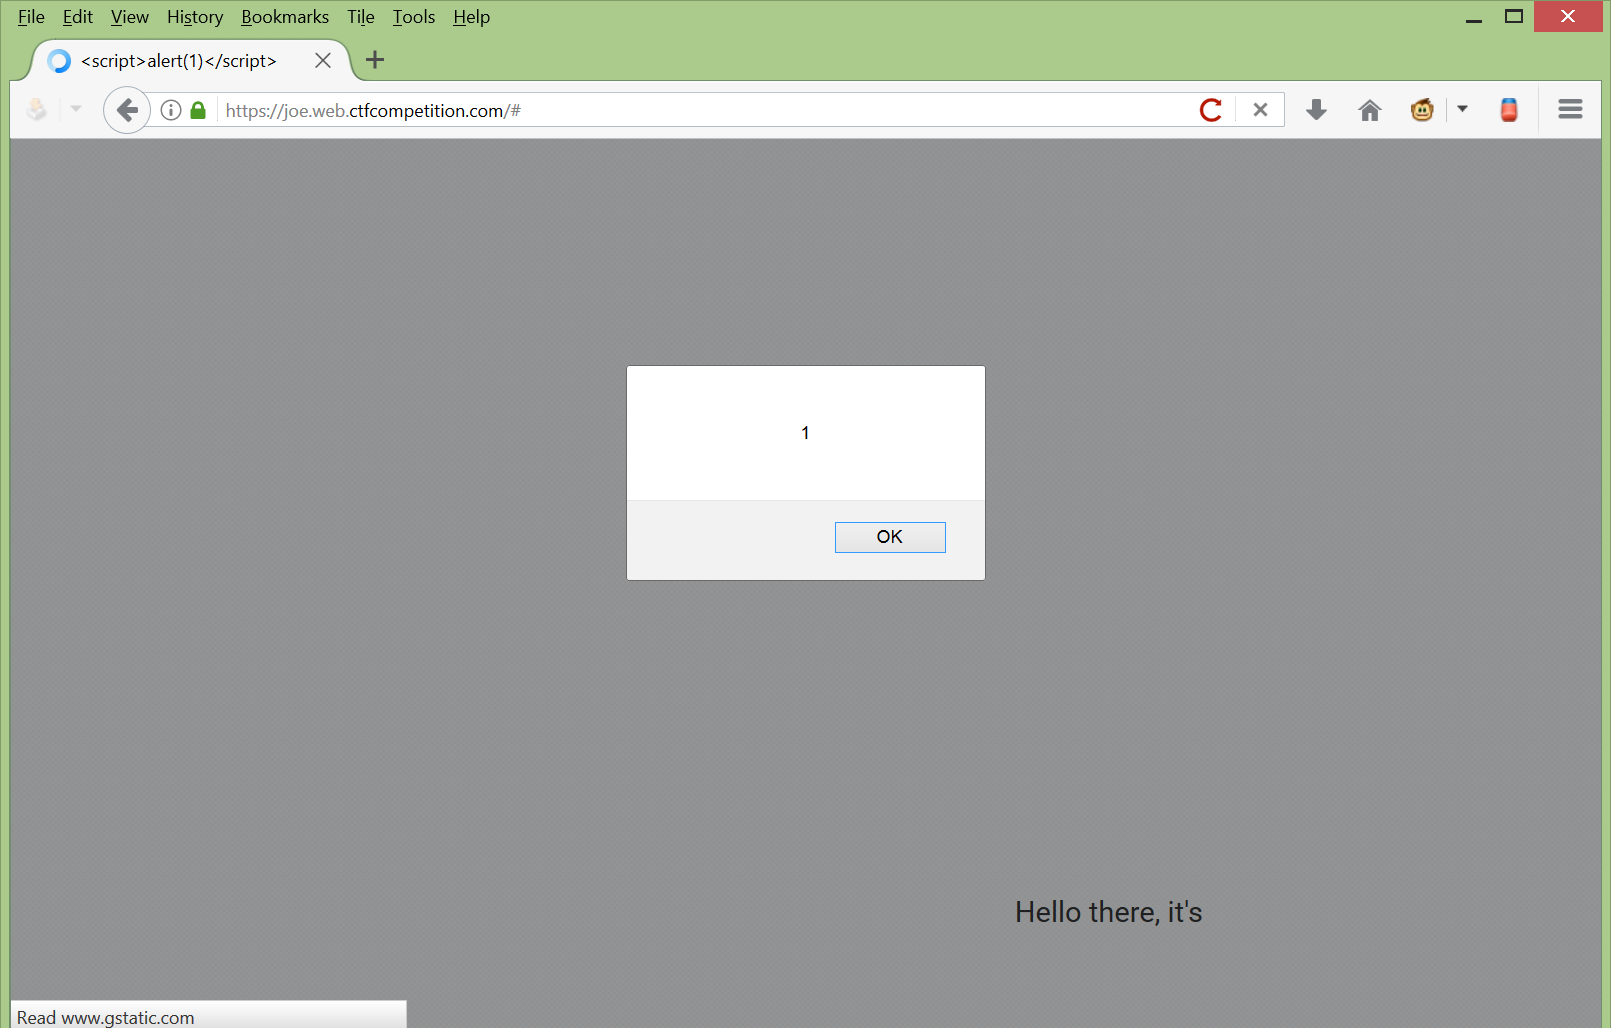 File Edit View History Bookmarks Tile Tools Help
<script>alert(1)</script>
https://joe.web.ctfcompetition.com/#
1
OK
Hello there, it's
Read www.gstatic.com